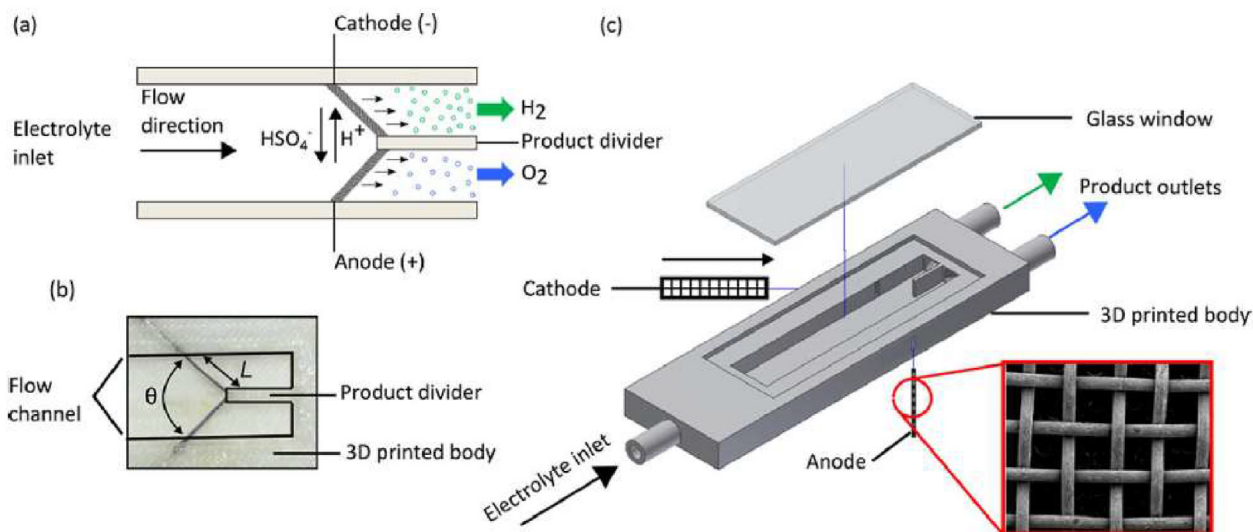 (a)
Cathode (-)
Flow
direction
Electrolyte
inlet
HSO₄⁻
H⁺
H₂
Product divider
O₂
Anode (+)
(b)
Flow
channel
θ
L
Product divider
3D printed body
(c)
Glass window
Product outlets
Cathode
3D printed body
Anode
Electrolyte inlet